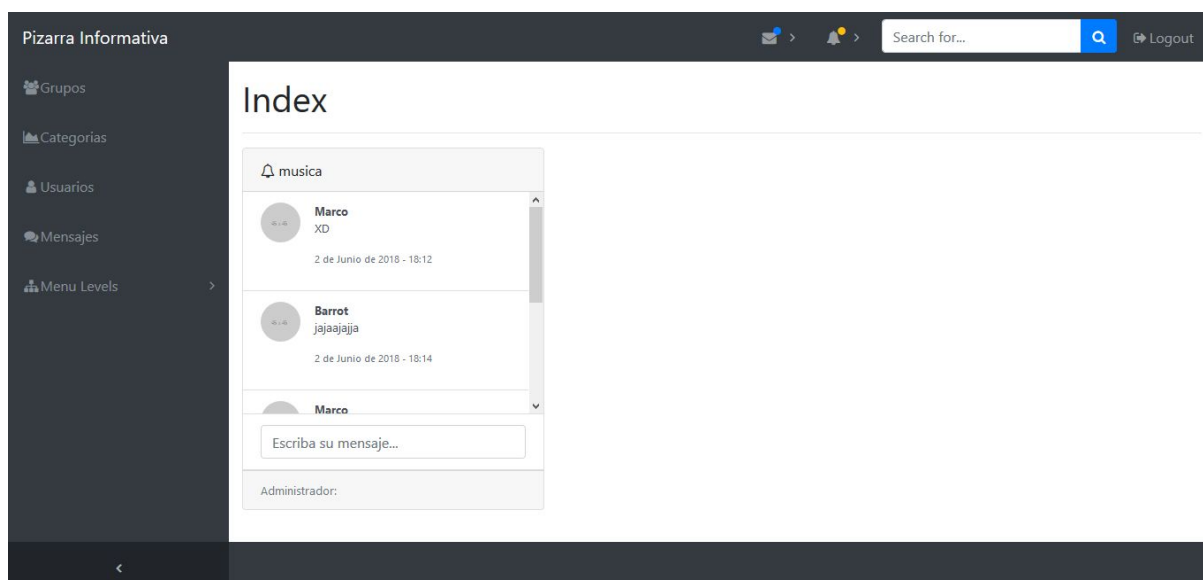 Pizarra Informativa
Search for...
Logout
Grupos
Categorias
Usuarios
Mensajes
Menu Levels
Index
musica
Marco
XD
2 de Junio de 2018 - 18:12
Barrot
jajaajajja
2 de Junio de 2018 - 18:14
Marco
Escriba su mensaje...
Administrador: